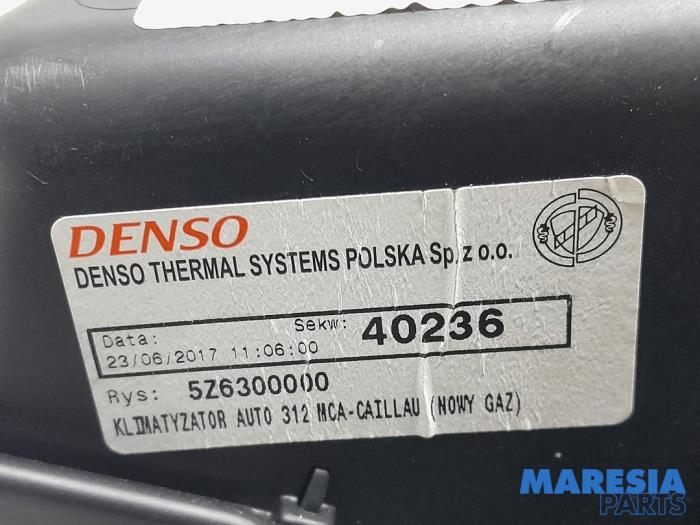 DENSO
DENSO THERMAL SYSTEMS POLSKA Sp. z o.o.
Data: Sekw: 40236
23/06/2017 11:06:00
Rys: 5Z6300000
KLIMATYZATOR AUTO 312 MCA-CAILLAU (NOWY GAZ)
MARESIA
PARTS